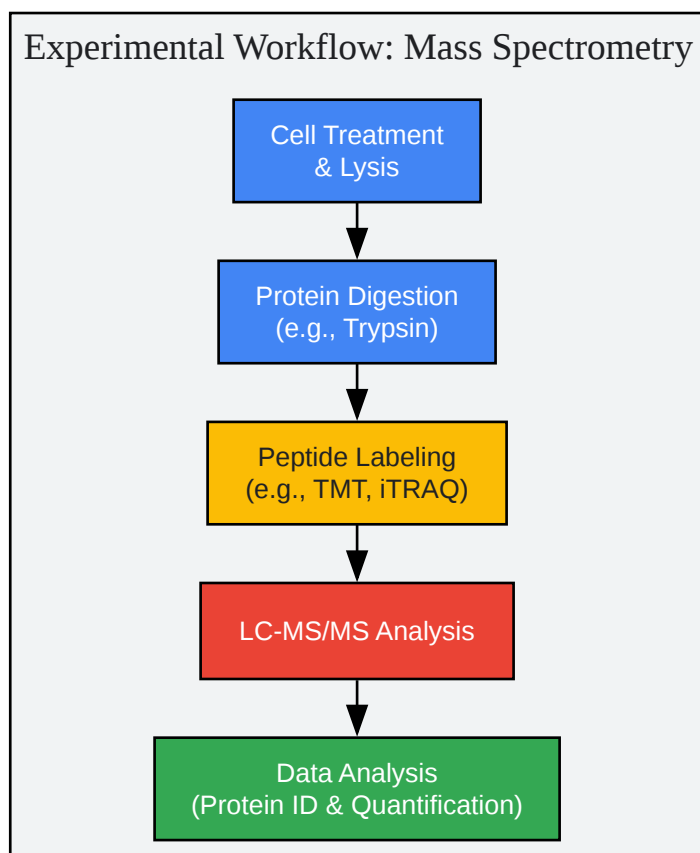 Experimental Workflow: Mass Spectrometry
Cell Treatment
& Lysis
Protein Digestion
(e.g., Trypsin)
Peptide Labeling
(e.g., TMT, iTRAQ)
LC-MS/MS Analysis
Data Analysis
(Protein ID & Quantification)